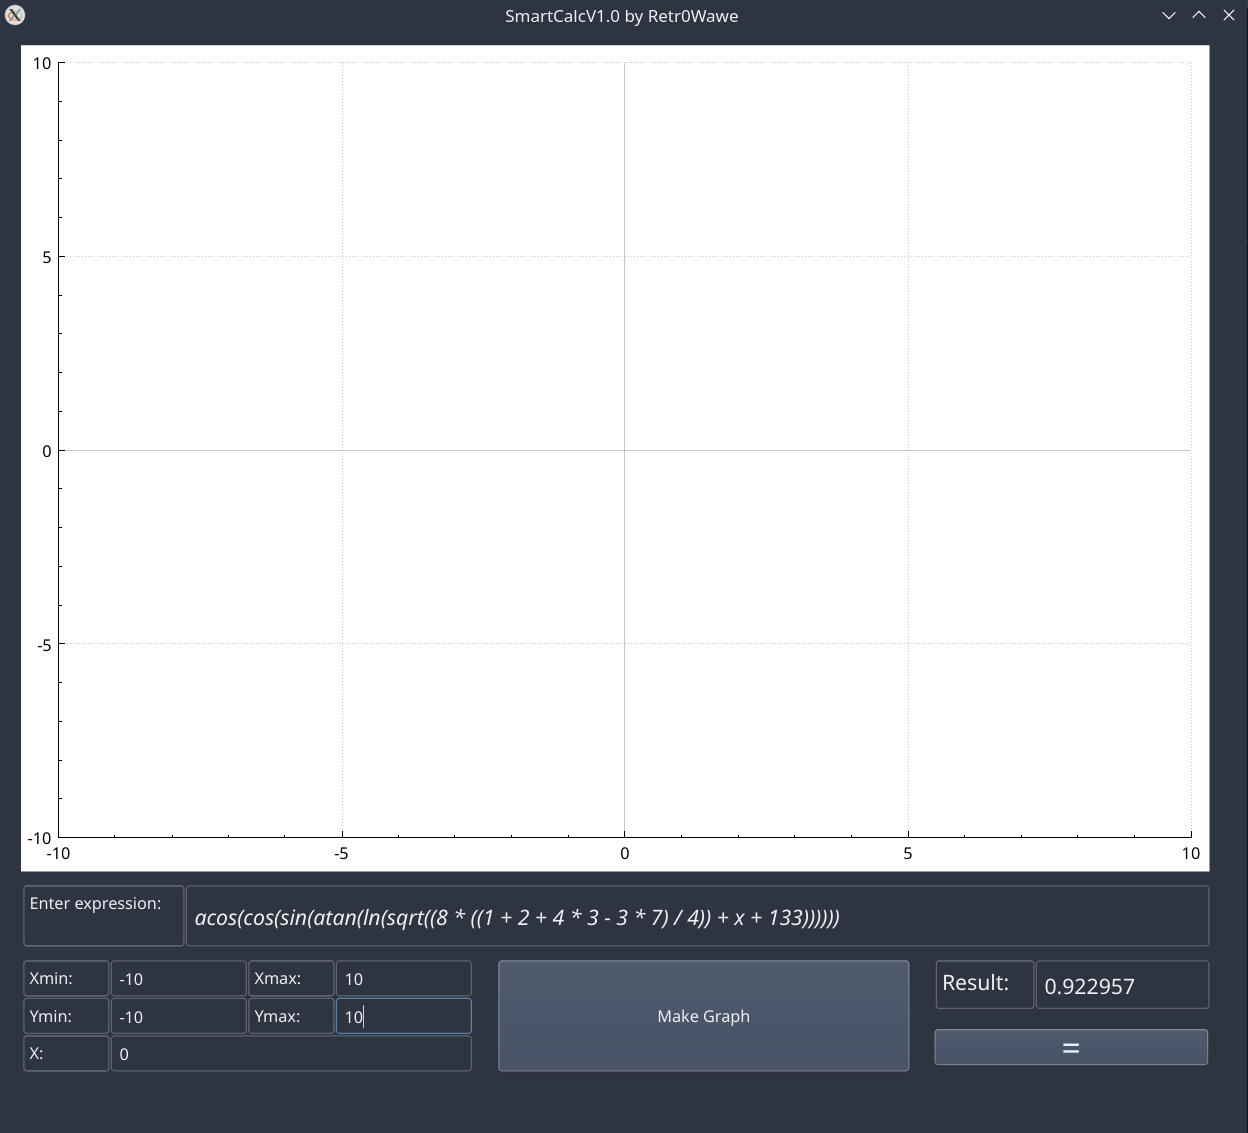 SmartCalcV1.0 by Retr0Wawe
10
5
0
-5
-10
-10 -5 0 5 10
Enter expression: acos(cos(sin(atan(ln(sqrt((8 * ((1 + 2 + 4 * 3 - 3 * 7) / 4)) + x + 133))))))
Xmin: -10 Xmax: 10
Ymin: -10 Ymax: 10
X: 0
Make Graph
Result: 0.922957
=